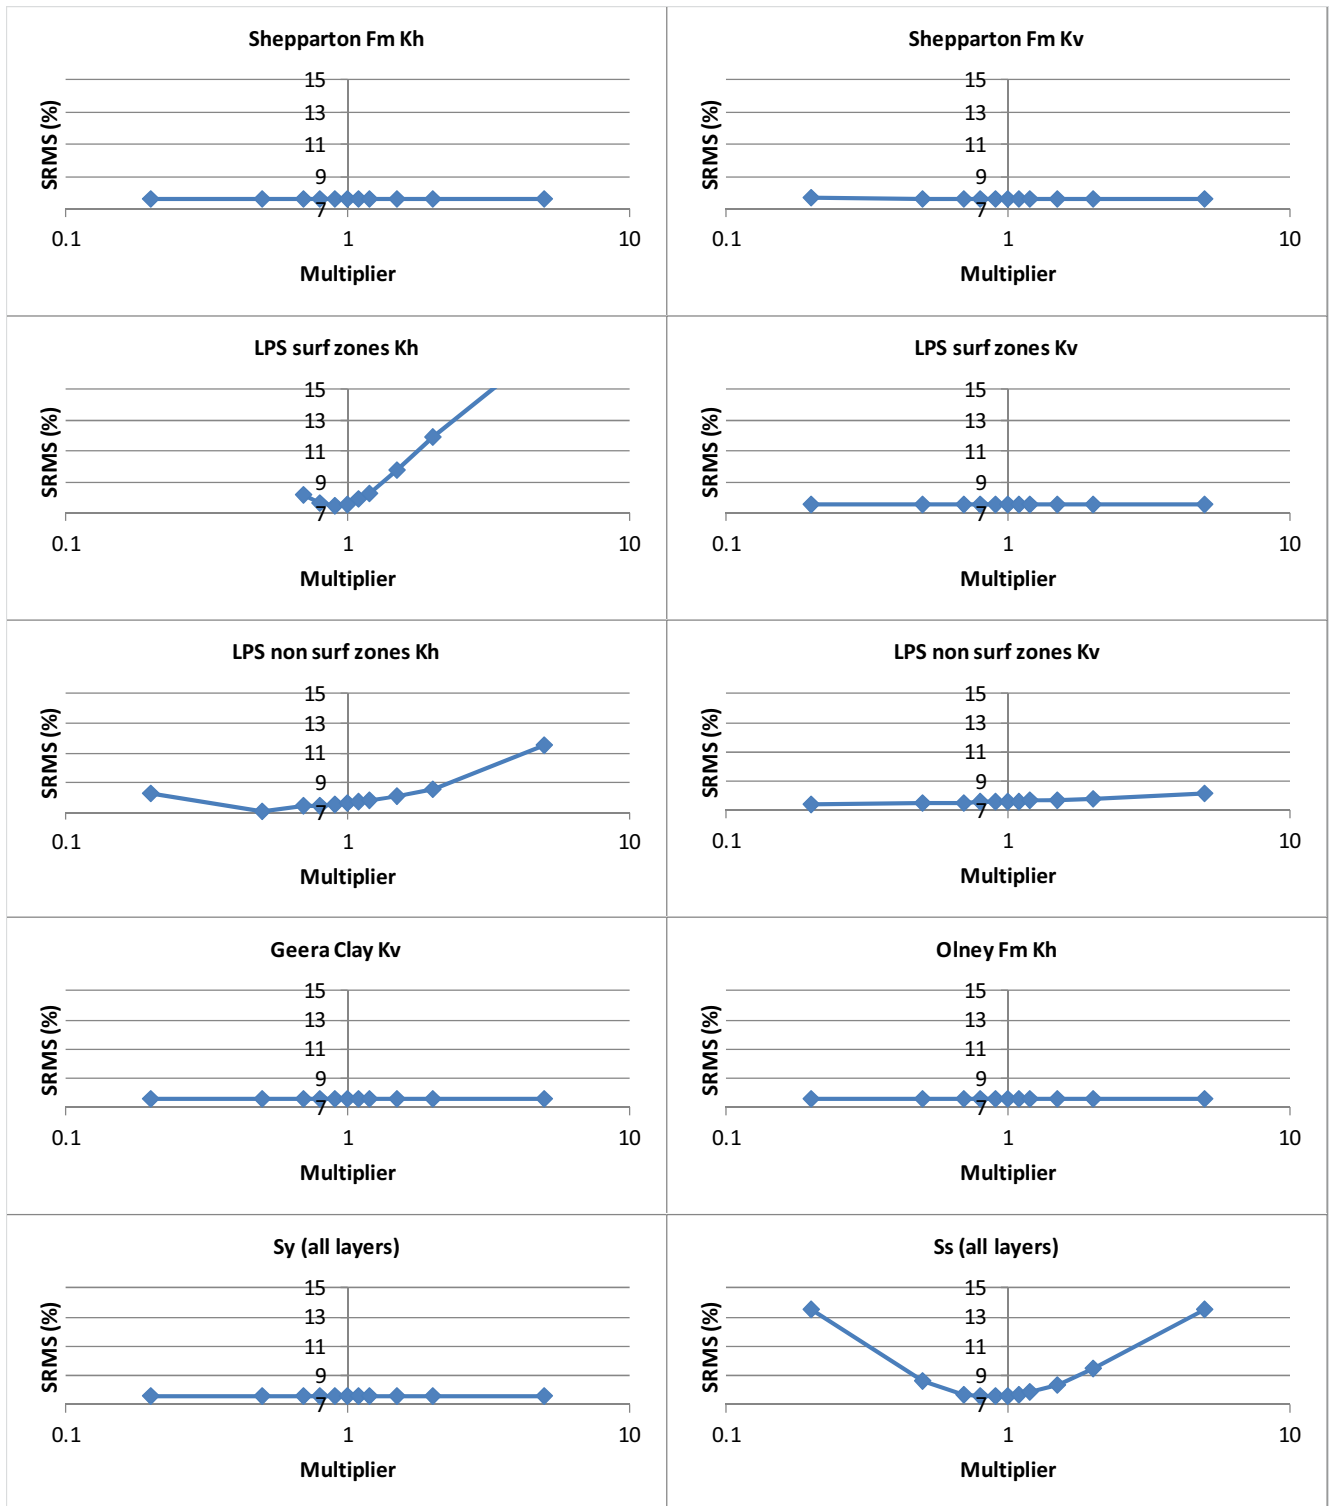 Shepparton Fm Kh
SRMS (%)
15
13
11
9
7
0.1 1 10
Multiplier
Shepparton Fm Kv
SRMS (%)
15
13
11
9
7
0.1 1 10
Multiplier
LPS surf zones Kh
SRMS (%)
15
13
11
9
7
0.1 1 10
Multiplier
LPS surf zones Kv
SRMS (%)
15
13
11
9
7
0.1 1 10
Multiplier
LPS non surf zones Kh
SRMS (%)
15
13
11
9
7
0.1 1 10
Multiplier
LPS non surf zones Kv
SRMS (%)
15
13
11
9
7
0.1 1 10
Multiplier
Geera Clay Kv
SRMS (%)
15
13
11
9
7
0.1 1 10
Multiplier
Olney Fm Kh
SRMS (%)
15
13
11
9
7
0.1 1 10
Multiplier
Sy (all layers)
SRMS (%)
15
13
11
9
7
0.1 1 10
Multiplier
Ss (all layers)
SRMS (%)
15
13
11
9
7
0.1 1 10
Multiplier